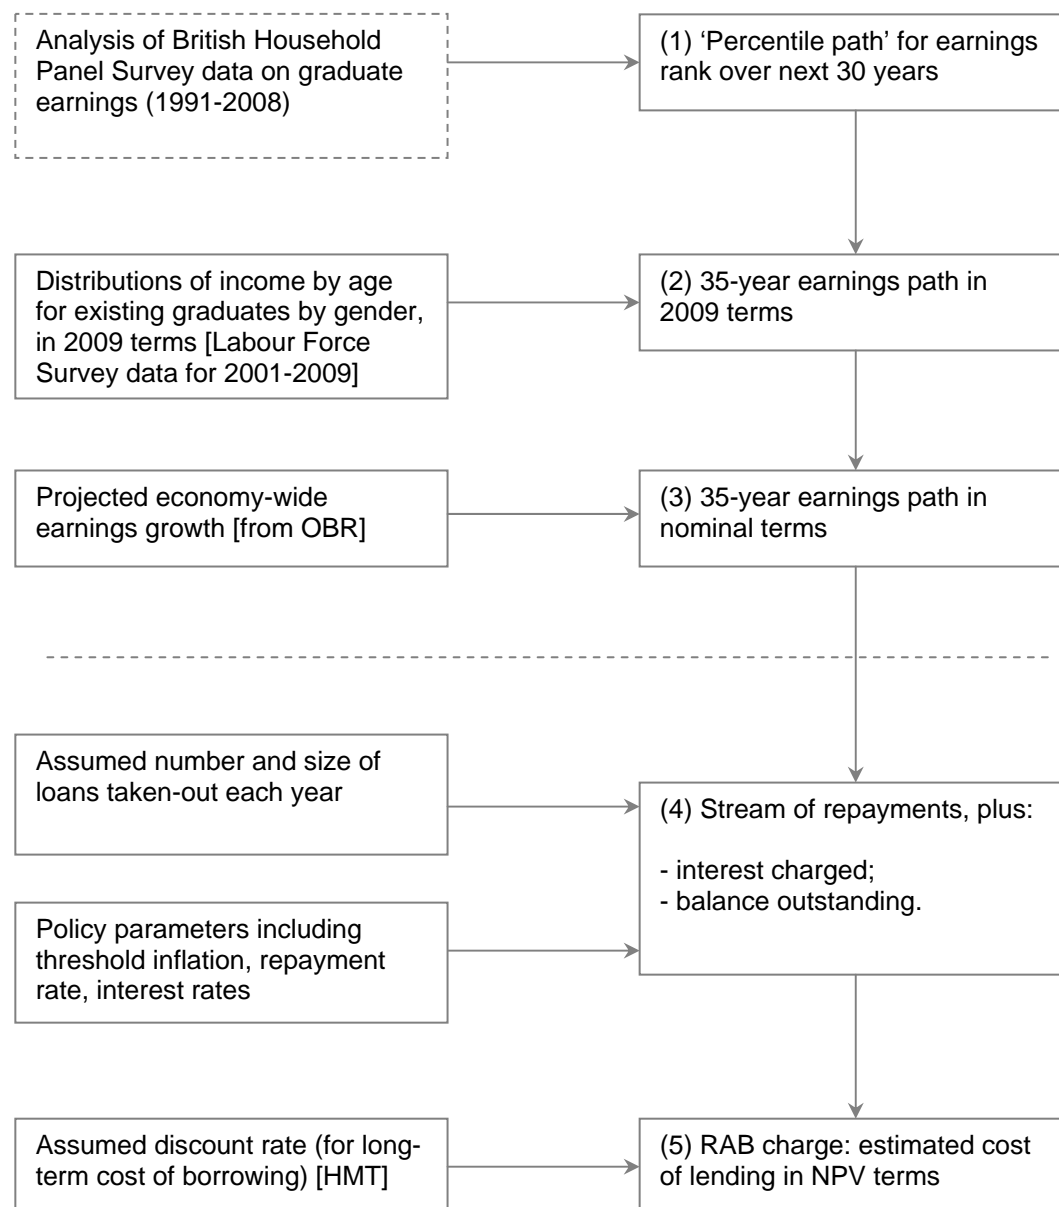 Analysis of British Household
Panel Survey data on graduate
earnings (1991-2008)
(1) ‘Percentile path’ for earnings
rank over next 30 years
Distributions of income by age
for existing graduates by gender,
in 2009 terms [Labour Force
Survey data for 2001-2009]
(2) 35-year earnings path in
2009 terms
Projected economy-wide
earnings growth [from OBR]
(3) 35-year earnings path in
nominal terms
Assumed number and size of
loans taken-out each year
(4) Stream of repayments, plus:
- interest charged;
- balance outstanding.
Policy parameters including
threshold inflation, repayment
rate, interest rates
Assumed discount rate (for long-
term cost of borrowing) [HMT]
(5) RAB charge: estimated cost
of lending in NPV terms